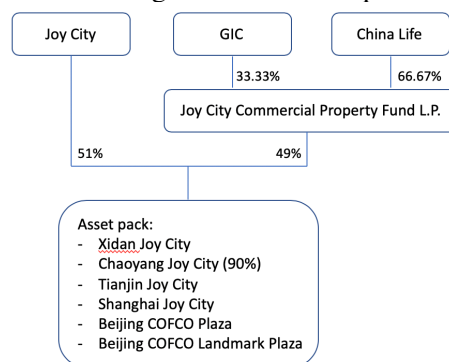 Joy City
GIC
China Life
33.33%
66.67%
Joy City Commercial Property Fund L.P.
51%
49%
Asset pack:
- Xidan Joy City
- Chaoyang Joy City (90%)
- Tianjin Joy City
- Shanghai Joy City
- Beijing COFCO Plaza
- Beijing COFCO Landmark Plaza